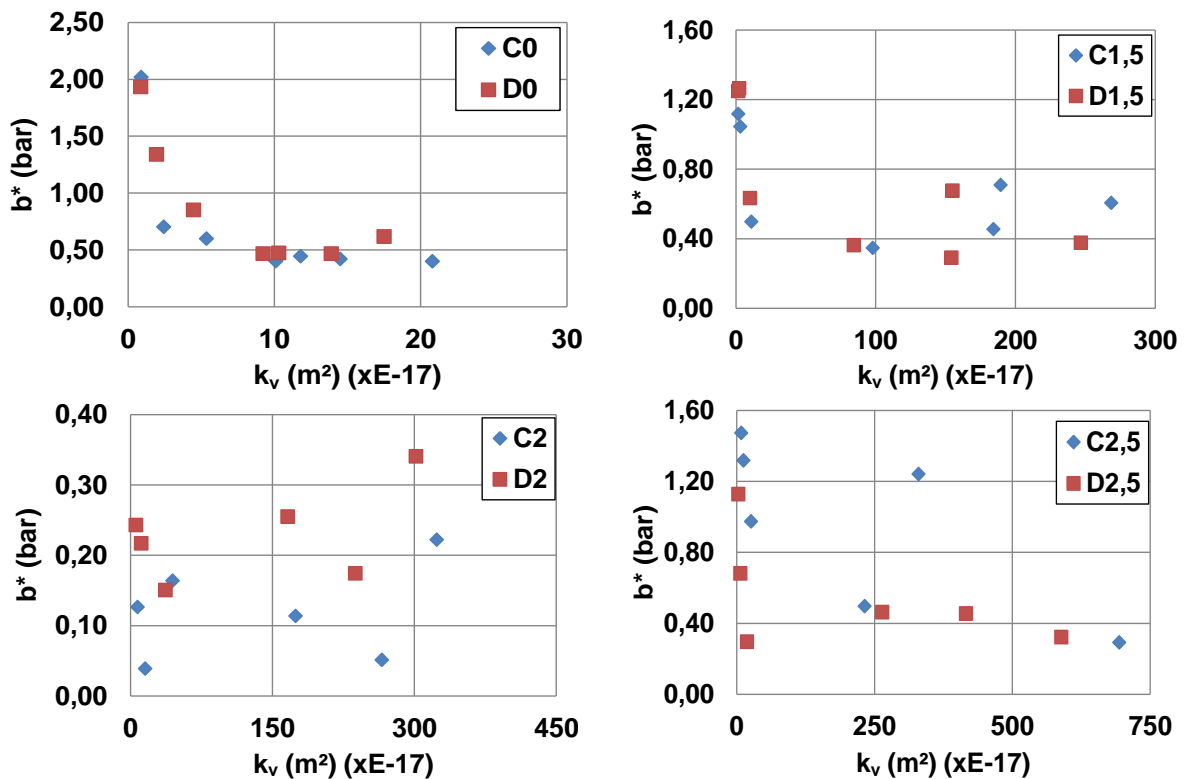 2,50
2,00
1,50
1,00
0,50
0,00
b* (bar)
0 10 20 30
kᵥ (m²) (xE-17)
C0
D0
1,60
1,20
0,80
0,40
0,00
b* (bar)
0 100 200 300
kᵥ (m²) (xE-17)
C1,5
D1,5
0,40
0,30
0,20
0,10
0,00
b* (bar)
0 150 300 450
kᵥ (m²) (xE-17)
C2
D2
1,60
1,20
0,80
0,40
0,00
b* (bar)
0 250 500 750
kᵥ (m²) (xE-17)
C2,5
D2,5